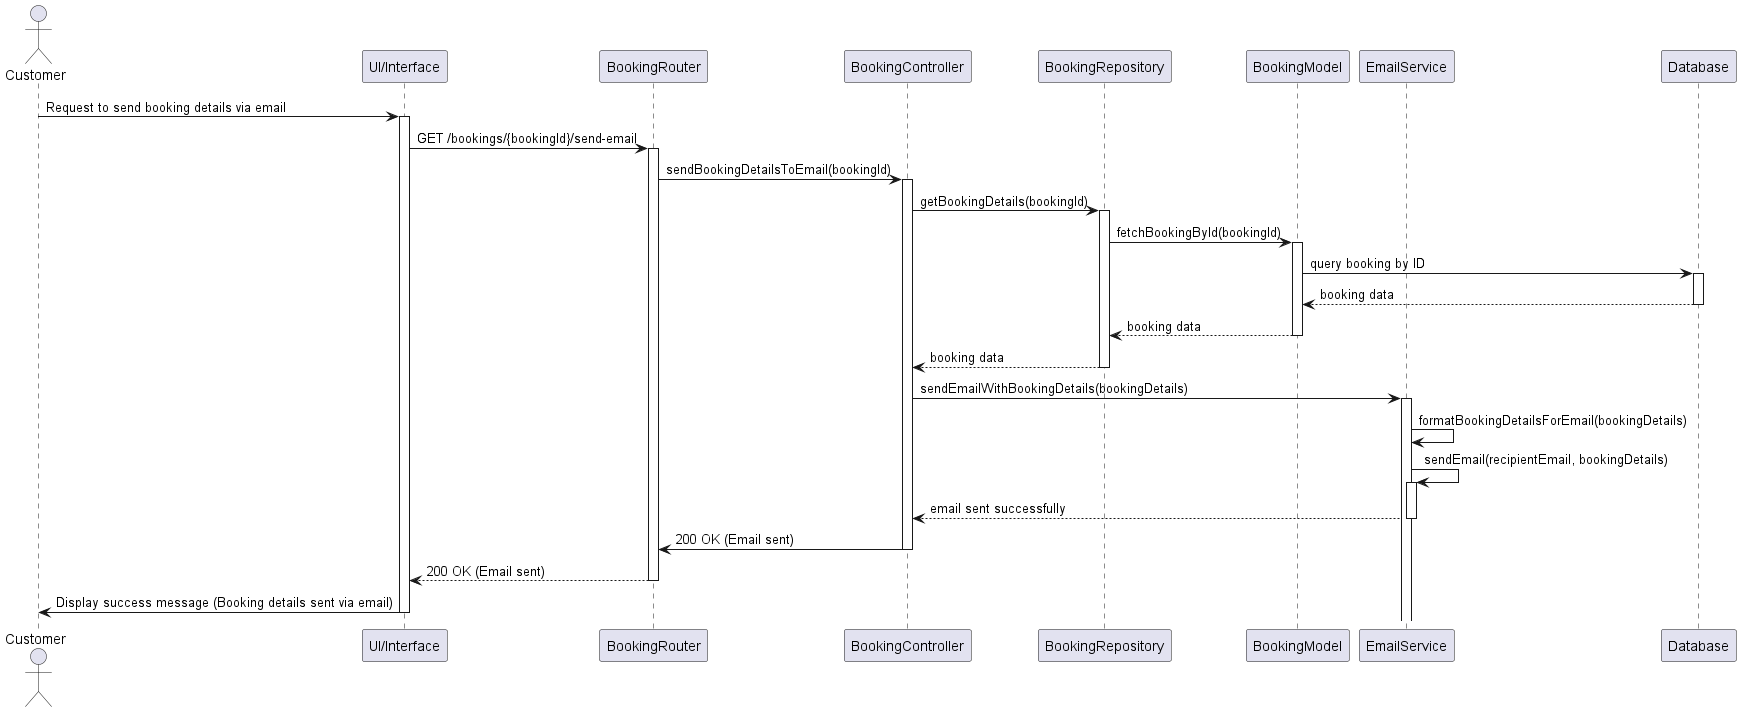 Customer
UI/Interface
BookingRouter
BookingController
BookingRepository
BookingModel
EmailService
Database
Request to send booking details via email
GET /bookings/{bookingId}/send-email
sendBookingDetailsToEmail(bookingId)
getBookingDetails(bookingId)
fetchBookingById(bookingId)
query booking by ID
booking data
booking data
booking data
sendEmailWithBookingDetails(bookingDetails)
formatBookingDetailsForEmail(bookingDetails)
sendEmail(recipientEmail, bookingDetails)
email sent successfully
200 OK (Email sent)
200 OK (Email sent)
Display success message (Booking details sent via email)
Customer
UI/Interface
BookingRouter
BookingController
BookingRepository
BookingModel
EmailService
Database